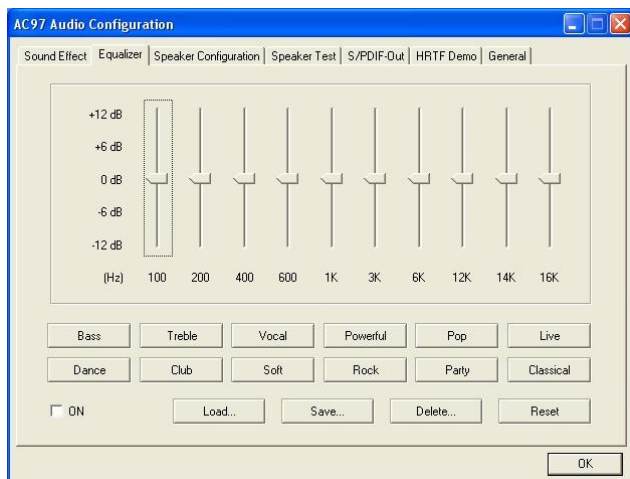 AC97 Audio Configuration
Sound Effect Equalizer Speaker Configuration Speaker Test S/PDIF-Out HRTF Demo General
+12 dB
+6 dB
0 dB
-6 dB
-12 dB
(Hz) 100 200 400 600 1K 3K 6K 12K 14K 16K
Bass Treble Vocal Powerful Pop Live
Dance Club Soft Rock Party Classical
ON Load... Save... Delete... Reset
OK